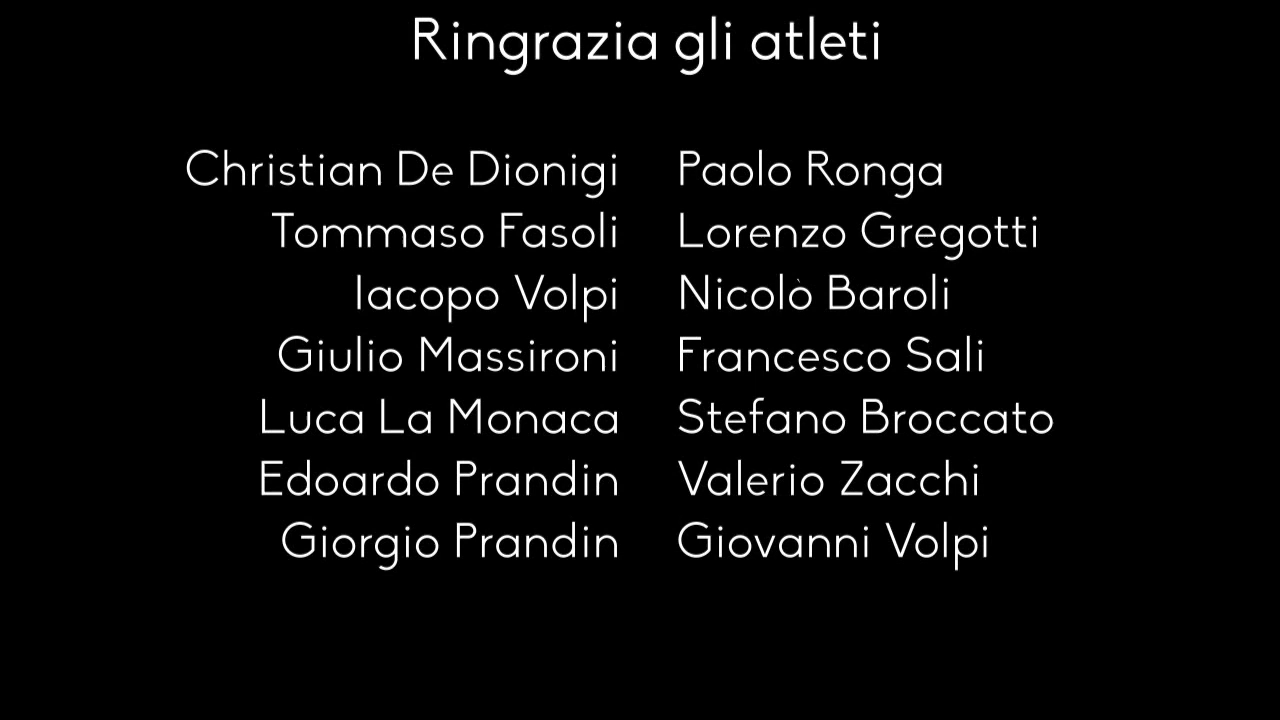 Ringrazia gli atleti
Christian De Dionigi Paolo Ronga
Tommaso Fasoli Lorenzo Gregotti
Iacopo Volpi Nicolò Baroli
Giulio Massironi Francesco Sali
Luca La Monaca Stefano Broccato
Edoardo Prandin Valerio Zacchi
Giorgio Prandin Giovanni Volpi